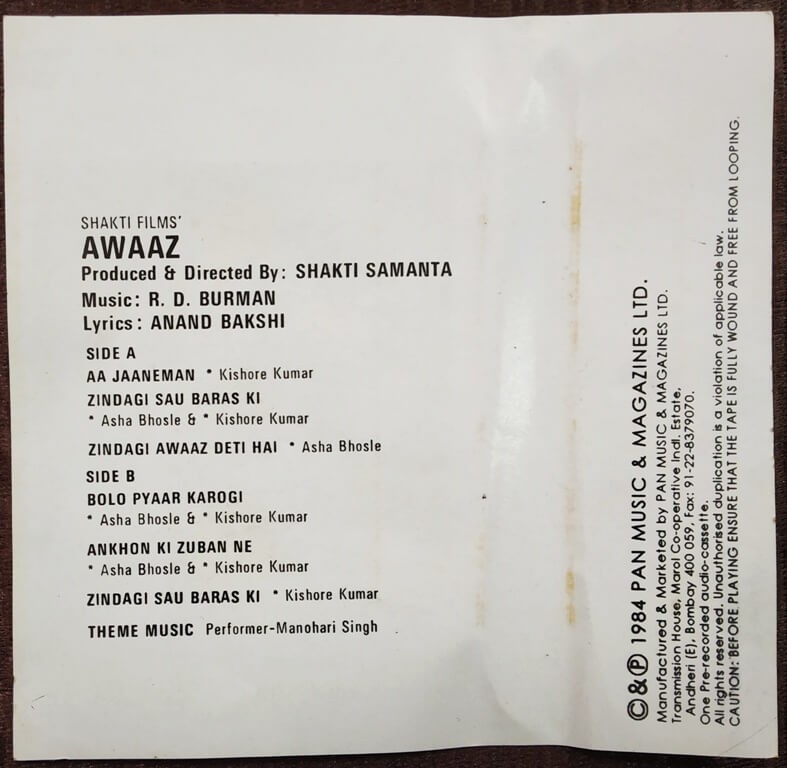 SHAKTI FILMS'
AWAAZ
Produced & Directed By: SHAKTI SAMANTA
Music: R. D. BURMAN
Lyrics: ANAND BAKSHI
SIDE A
AA JAANEMAN * Kishore Kumar
ZINDAGI SAU BARAS KI
* Asha Bhosle & * Kishore Kumar
ZINDAGI AWAAZ DETI HAI * Asha Bhosle
SIDE B
BOLO PYAAR KAROGI
* Asha Bhosle & * Kishore Kumar
ANKHON KI ZUBAN NE
* Asha Bhosle & * Kishore Kumar
ZINDAGI SAU BARAS KI * Kishore Kumar
THEME MUSIC Performer-Manohari Singh
©&℗ 1984 PAN MUSIC & MAGAZINES LTD.
Manufactured & Marketed by PAN MUSIC & MAGAZINES LTD.
Transmission House, Marol Co-operative Indl. Estate,
Andheri (E), Bombay 400 059, Fax: 91-22-8379070.
One Pre-recorded audio-cassette.
All rights reserved. Unauthorised duplication is a violation of applicable law.
CAUTION: BEFORE PLAYING ENSURE THAT THE TAPE IS FULLY WOUND AND FREE FROM LOOPING.